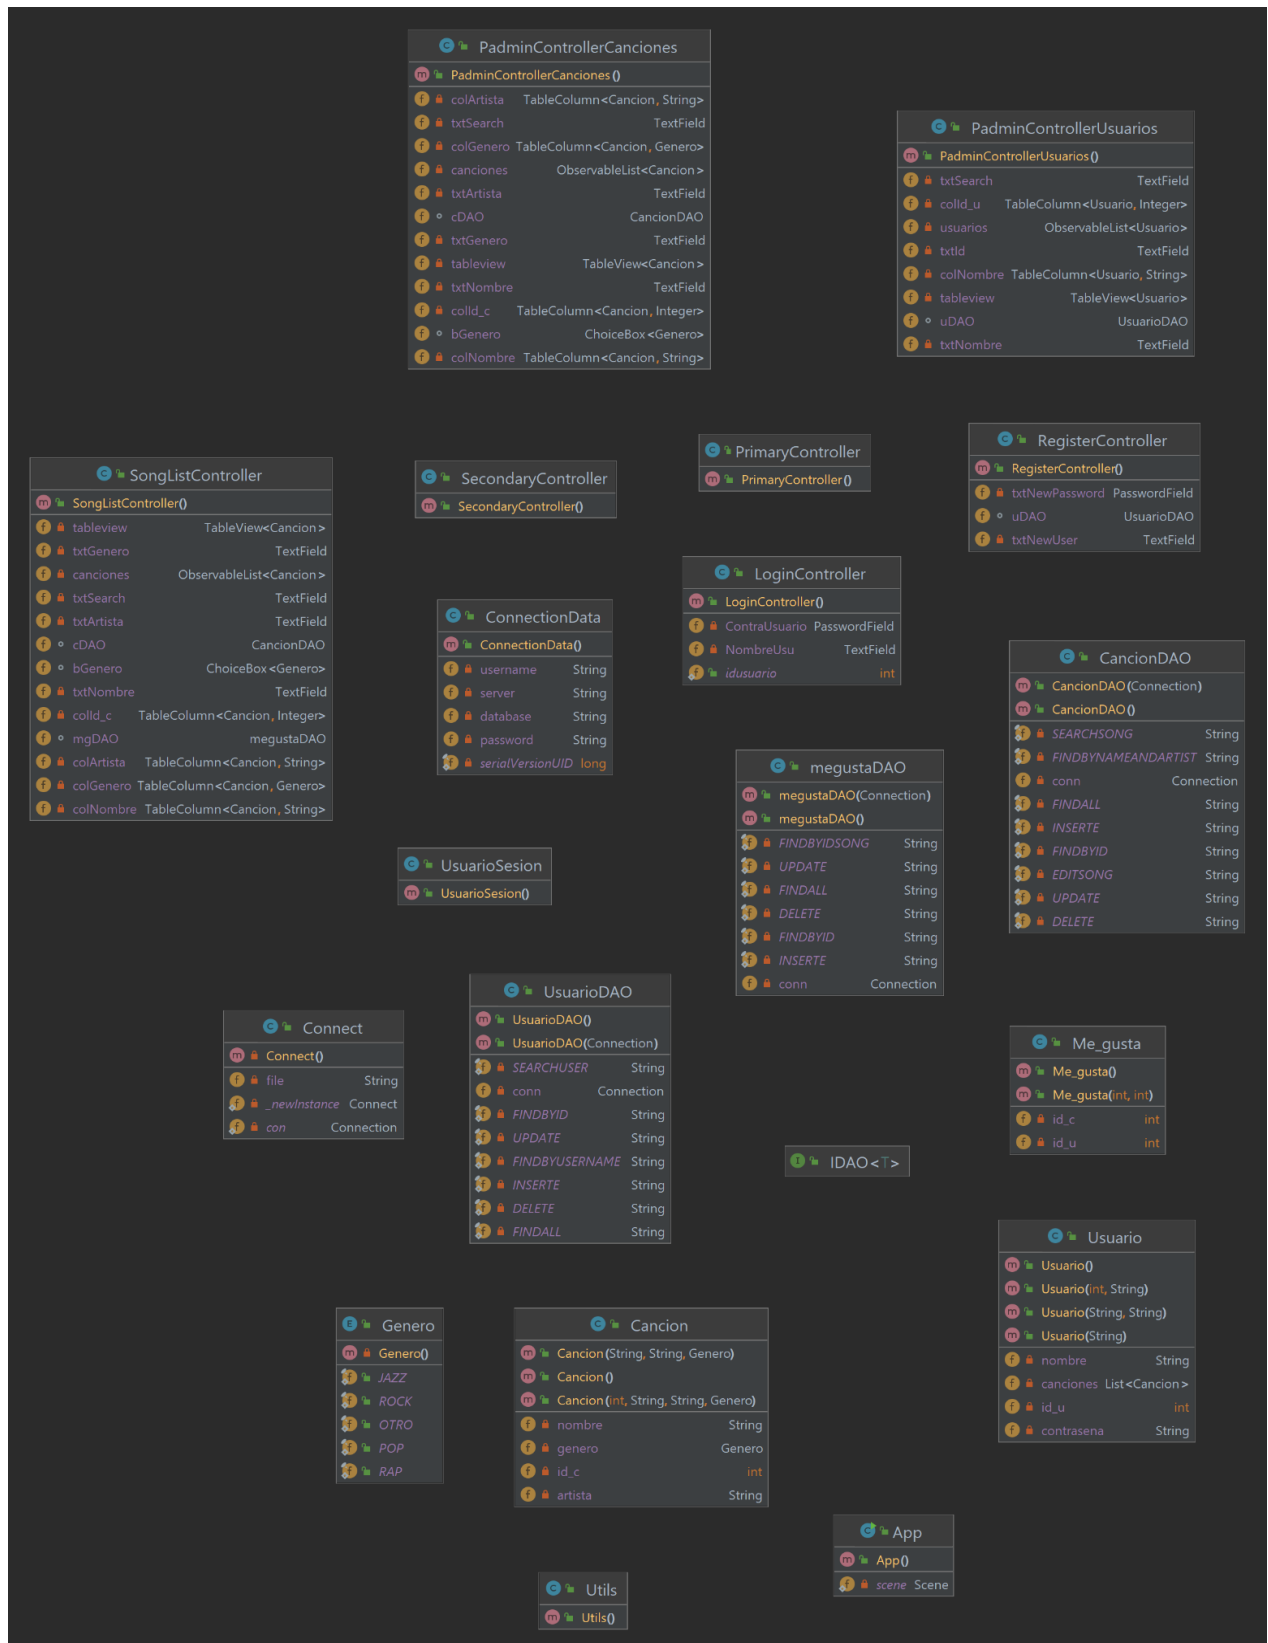 PadminControllerCanciones
PadminControllerCanciones()
colArtista TableColumn<Cancion, String>
txtSearch TextField
colGenero TableColumn<Cancion, Genero>
canciones ObservableList<Cancion>
txtArtista TextField
cDAO CancionDAO
txtGenero TextField
tableview TableView<Cancion>
txtNombre TextField
colId_c TableColumn<Cancion, Integer>
bGenero ChoiceBox<Genero>
colNombre TableColumn<Cancion, String>
PadminControllerUsuarios
PadminControllerUsuarios()
txtSearch TextField
colId_u TableColumn<Usuario, Integer>
usuarios ObservableList<Usuario>
txtId TextField
colNombre TableColumn<Usuario, String>
tableview TableView<Usuario>
uDAO UsuarioDAO
txtNombre TextField
SongListController
SongListController()
tableview TableView<Cancion>
txtGenero TextField
canciones ObservableList<Cancion>
txtSearch TextField
txtArtista TextField
cDAO CancionDAO
bGenero ChoiceBox<Genero>
txtNombre TextField
colId_c TableColumn<Cancion, Integer>
mgDAO megustaDAO
colArtista TableColumn<Cancion, String>
colGenero TableColumn<Cancion, Genero>
colNombre TableColumn<Cancion, String>
SecondaryController
SecondaryController()
PrimaryController
PrimaryController()
RegisterController
RegisterController()
txtNewPassword PasswordField
uDAO UsuarioDAO
txtNewUser TextField
LoginController
LoginController()
ContraUsuario PasswordField
NombreUsu TextField
idusuario int
ConnectionData
ConnectionData()
username String
server String
database String
password String
serialVersionUID long
CancionDAO
CancionDAO(Connection)
CancionDAO()
SEARCHSONG String
FINDBYNAMEANDARTIST String
conn Connection
FINDALL String
INSERTE String
FINDBYID String
EDITSONG String
UPDATE String
DELETE String
megustaDAO
megustaDAO(Connection)
megustaDAO()
FINDBYIDSONG String
UPDATE String
FINDALL String
DELETE String
FINDBYID String
INSERTE String
conn Connection
UsuarioSesion
UsuarioSesion()
UsuarioDAO
UsuarioDAO()
UsuarioDAO(Connection)
SEARCHUSER String
conn Connection
FINDBYID String
UPDATE String
FINDBYUSERNAME String
INSERTE String
DELETE String
FINDALL String
Connect
Connect()
file String
_newInstance Connect
con Connection
Me_gusta
Me_gusta()
Me_gusta(int, int)
id_c int
id_u int
IDAO<T>
Usuario
Usuario()
Usuario(int, String)
Usuario(String, String)
Usuario(String)
nombre String
canciones List<Cancion>
id_u int
contrasena String
Genero
Genero()
JAZZ
ROCK
OTRO
POP
RAP
Cancion
Cancion(String, String, Genero)
Cancion()
Cancion(int, String, String, Genero)
nombre String
genero Genero
id_c int
artista String
App
App()
scene Scene
Utils
Utils()